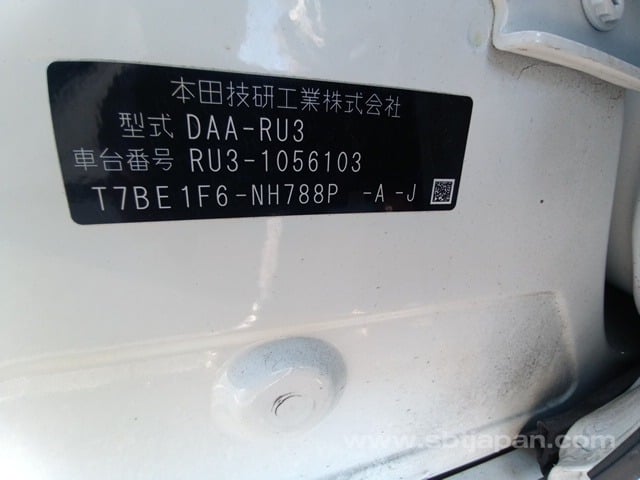 本田技研工業株式会社
型式 DAA-RU3
車台番号 RU3-1056103
T7BE1F6-NH788P -A -J
www.sbtjapan.com